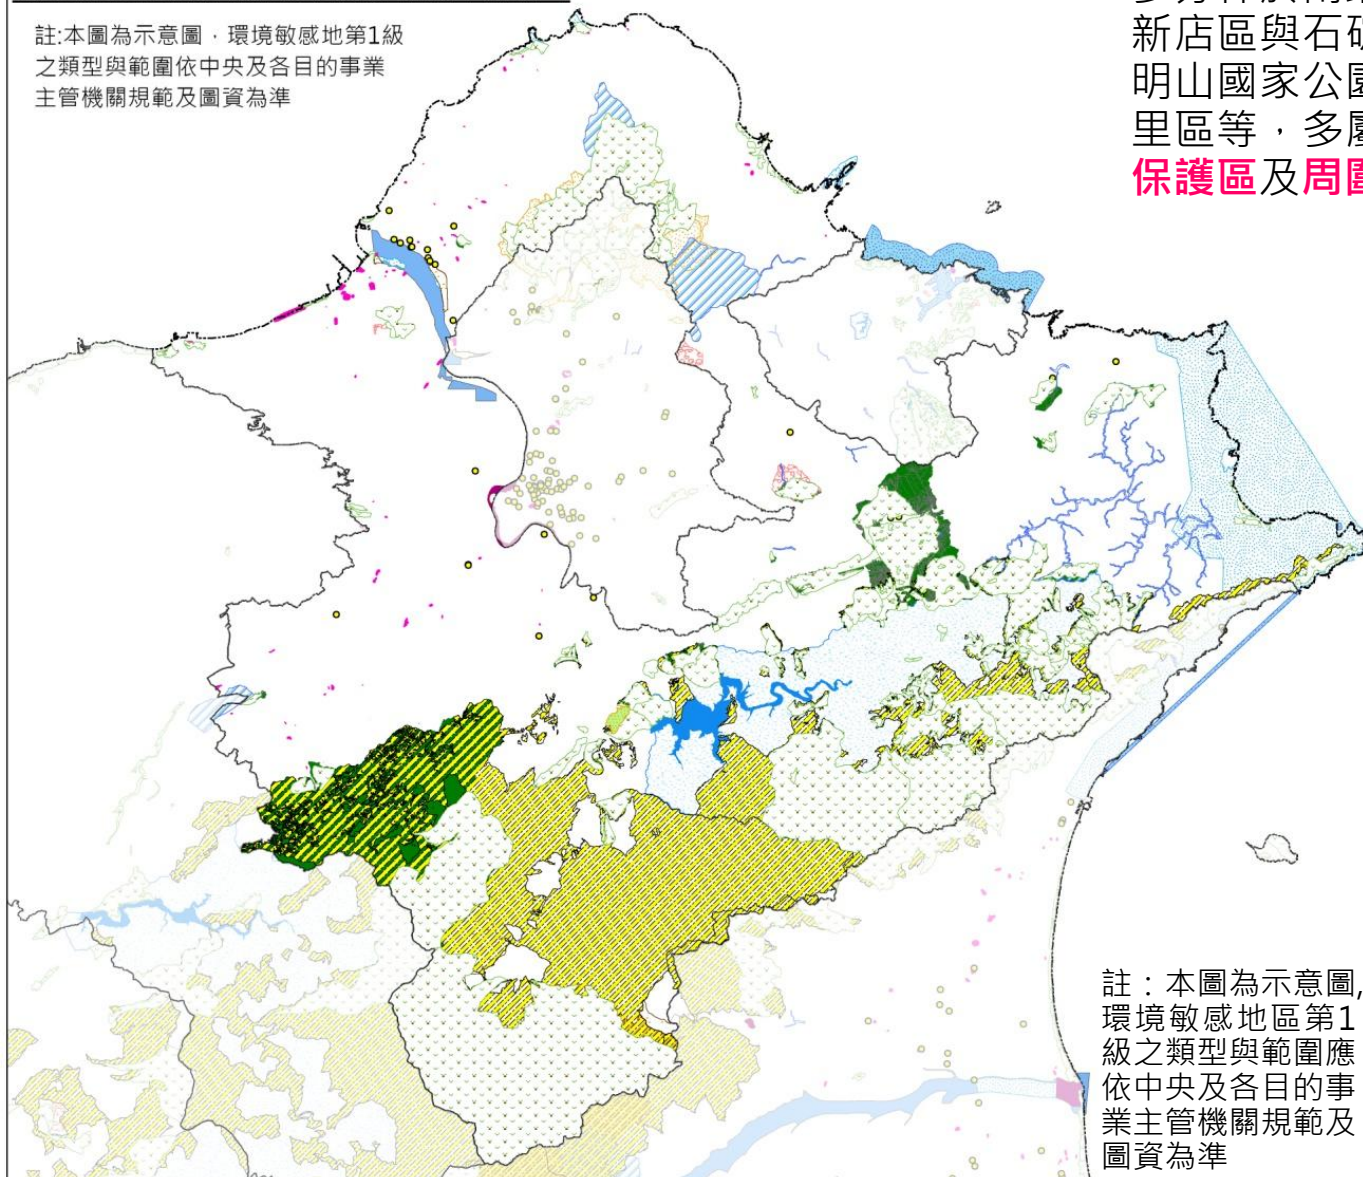 註:本圖為示意圖，環境敏感地第1級
之類型與範圍依中央及各目的事業
主管機關規範及圖資為準
新店區與石
明山國家公園
里區等，多屬
保護區及周圍
註：本圖為示意圖,
環境敏感地區第1
級之類型與範圍應
依中央及各目的事
業主管機關規範及
圖資為準